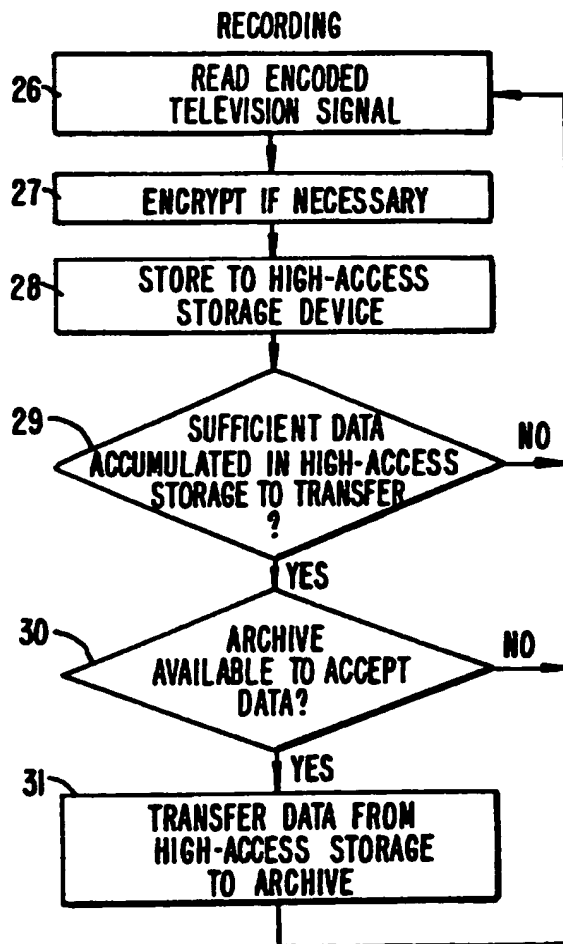 RECORDING
26
READ ENCODED
TELEVISION SIGNAL
27
ENCRYPT IF NECESSARY
28
STORE TO HIGH-ACCESS
STORAGE DEVICE
29
SUFFICIENT DATA
ACCUMULATED IN HIGH-ACCESS
STORAGE TO TRANSFER
?
NO
YES
30
ARCHIVE
AVAILABLE TO ACCEPT
DATA?
NO
YES
31
TRANSFER DATA FROM
HIGH-ACCESS STORAGE
TO ARCHIVE